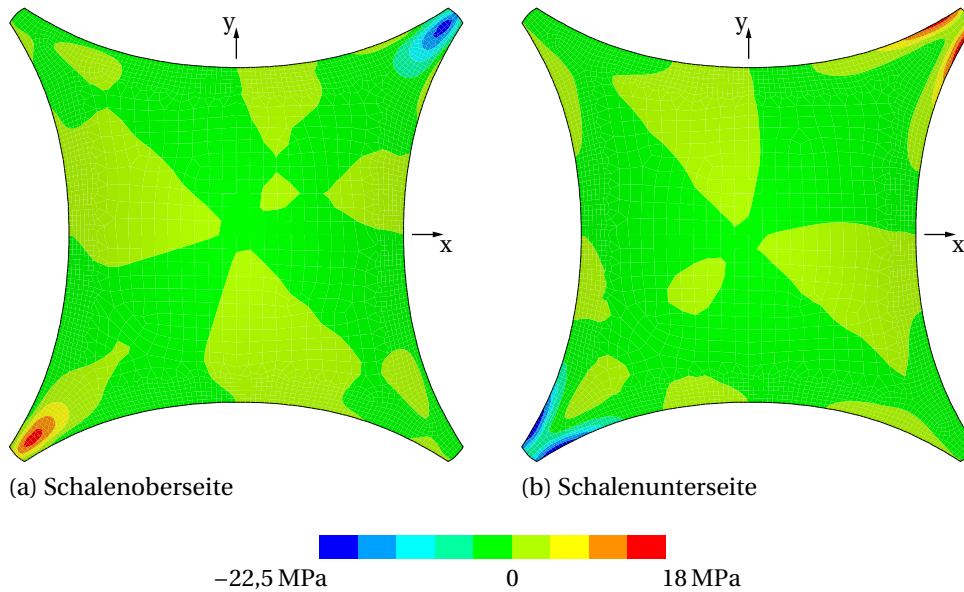 y
x
y
x
(a) Schalenoberseite
(b) Schalenunterseite
−22,5 MPa
0
18 MPa